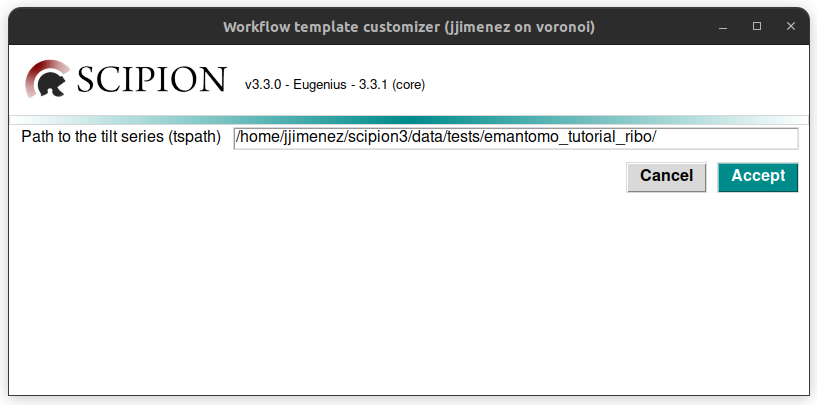 Workflow template customizer (jjimenez on voronoi)
SCIPION v3.3.0 - Eugenius - 3.3.1 (core)
Path to the tilt series (tspath) /home/jjimenez/scipion3/data/tests/emantomo_tutorial_ribo/
Cancel Accept